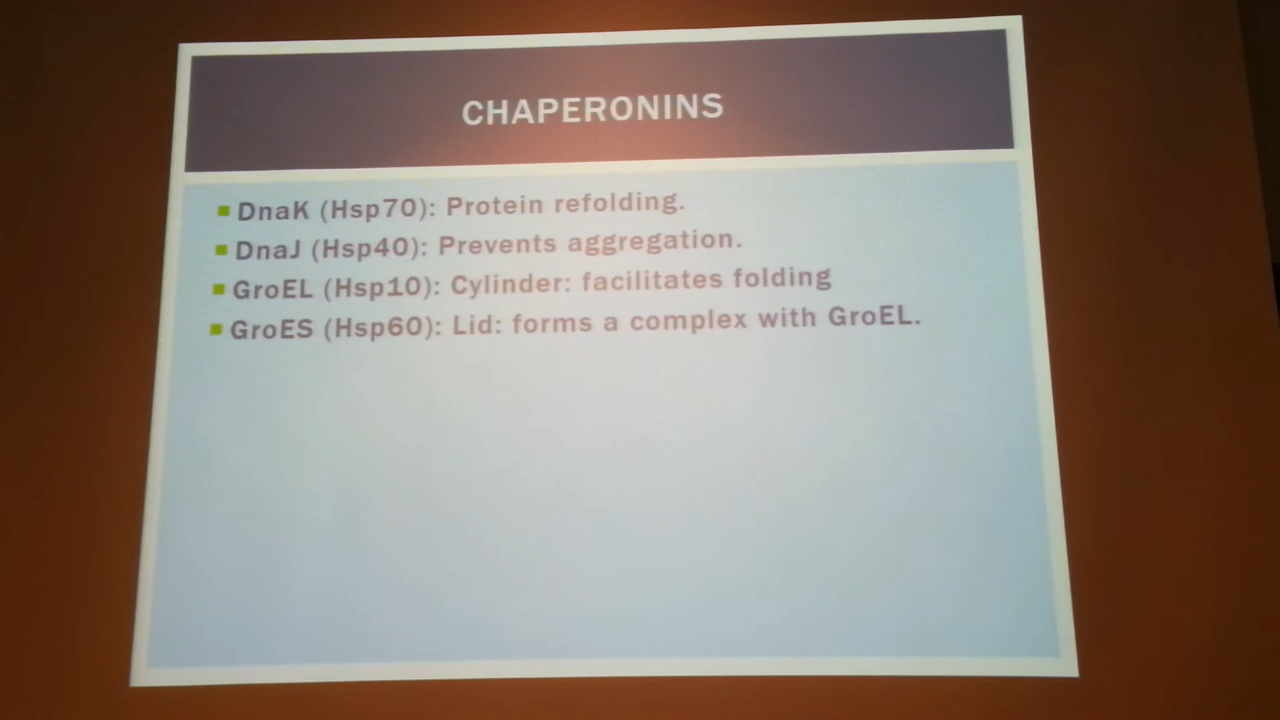 CHAPERONINS
DnaK (Hsp70): Protein refolding.
DnaJ (Hsp40): Prevents aggregation.
GroEL (Hsp10): Cylinder: facilitates folding
GroES (Hsp60): Lid: forms a complex with GroEL.